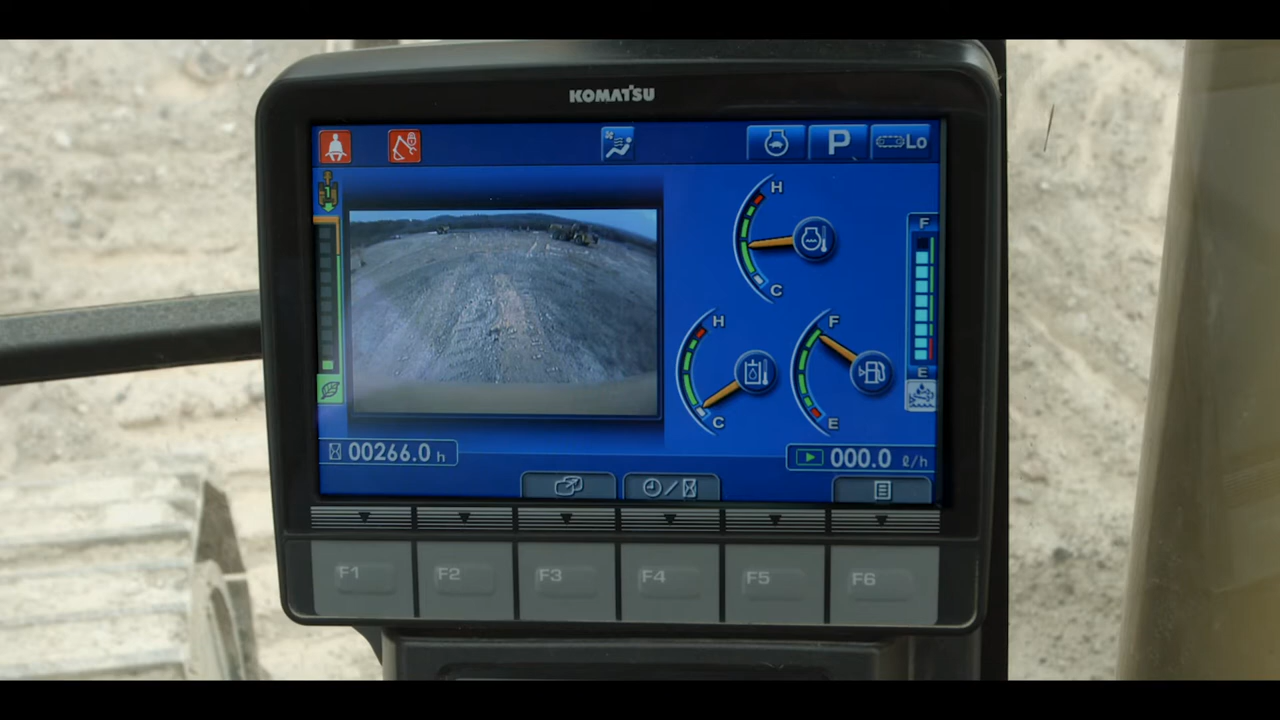 KOMATSU
P
Lo
H
C
F
E
H
C
F
E
00266.0 h
000.0 ℓ/h
F1 F2 F3 F4 F5 F6